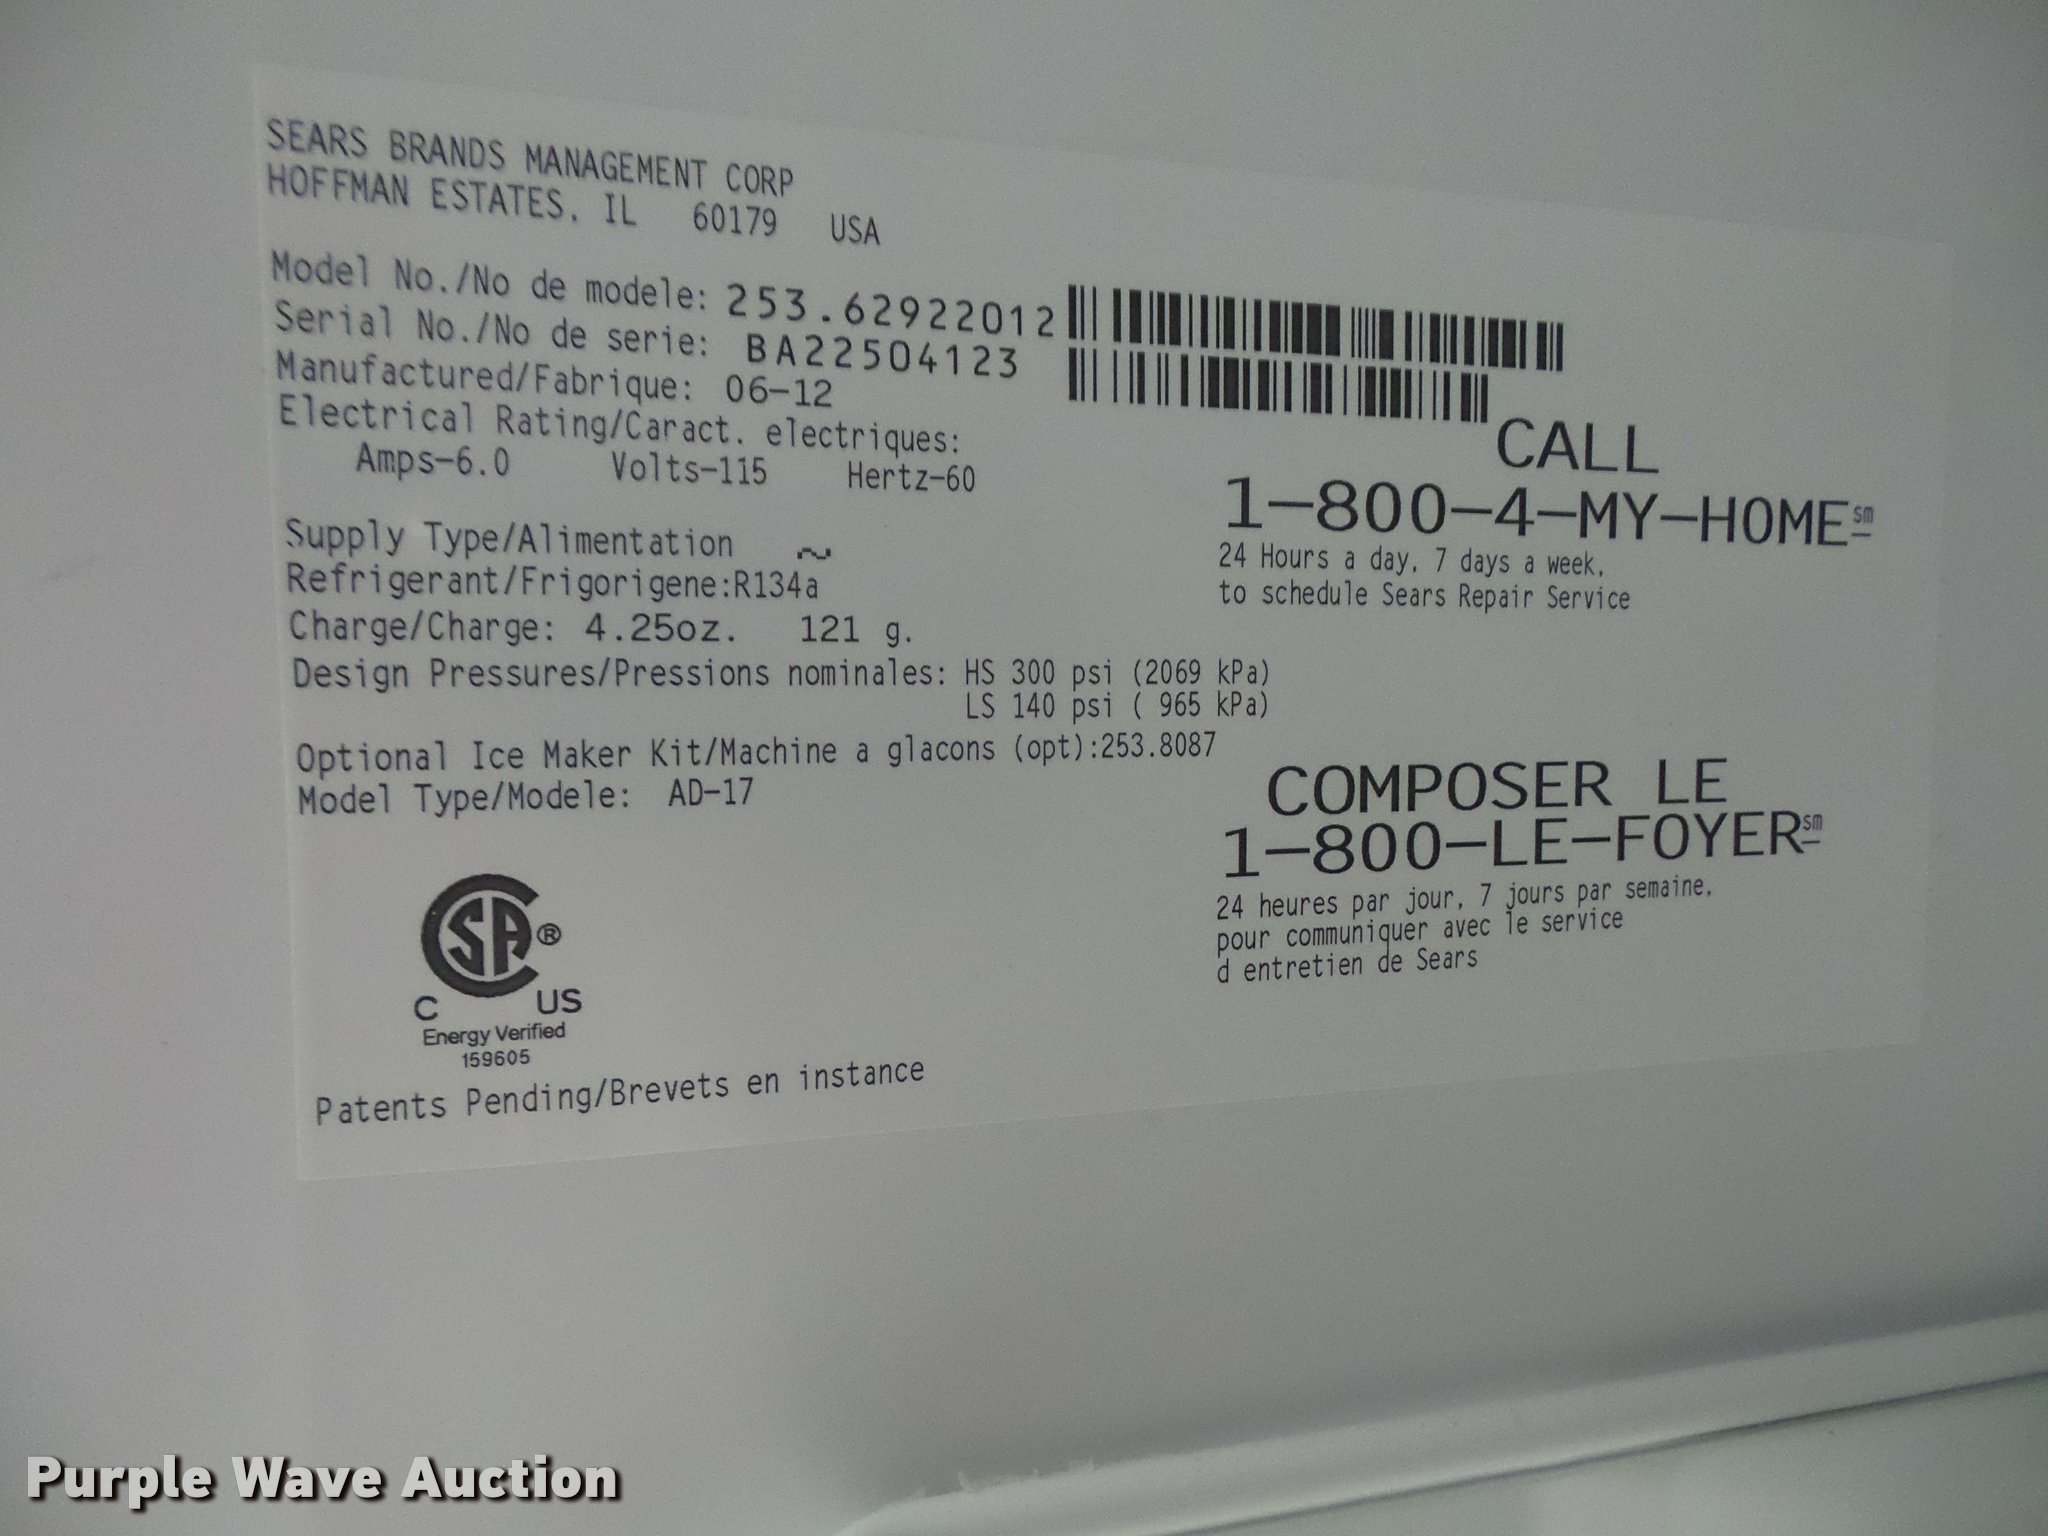 SEARS BRANDS MANAGEMENT CORP
HOFFMAN ESTATES, IL 60179 USA
Model No./No de modele: 253.62922012
Serial No./No de serie: BA22504123
Manufactured/Fabrique: 06-12
Electrical Rating/Caract. electriques:
Amps-6.0 Volts-115 Hertz-60
Supply Type/Alimentation ~
Refrigerant/Frigorigene:R134a
Charge/Charge: 4.25oz. 121 g.
Design Pressures/Pressions nominales: HS 300 psi (2069 kPa)
LS 140 psi ( 965 kPa)
Optional Ice Maker Kit/Machine a glacons (opt):253.8087
Model Type/Modele: AD-17
CALL
1-800-4-MY-HOME sm
24 Hours a day, 7 days a week,
to schedule Sears Repair Service
COMPOSER LE
1-800-LE-FOYER sm
24 heures par jour, 7 jours par semaine,
pour communiquer avec le service
d entretien de Sears
CSA ®
C US
Energy Verified
159605
Patents Pending/Brevets en instance
Purple Wave Auction